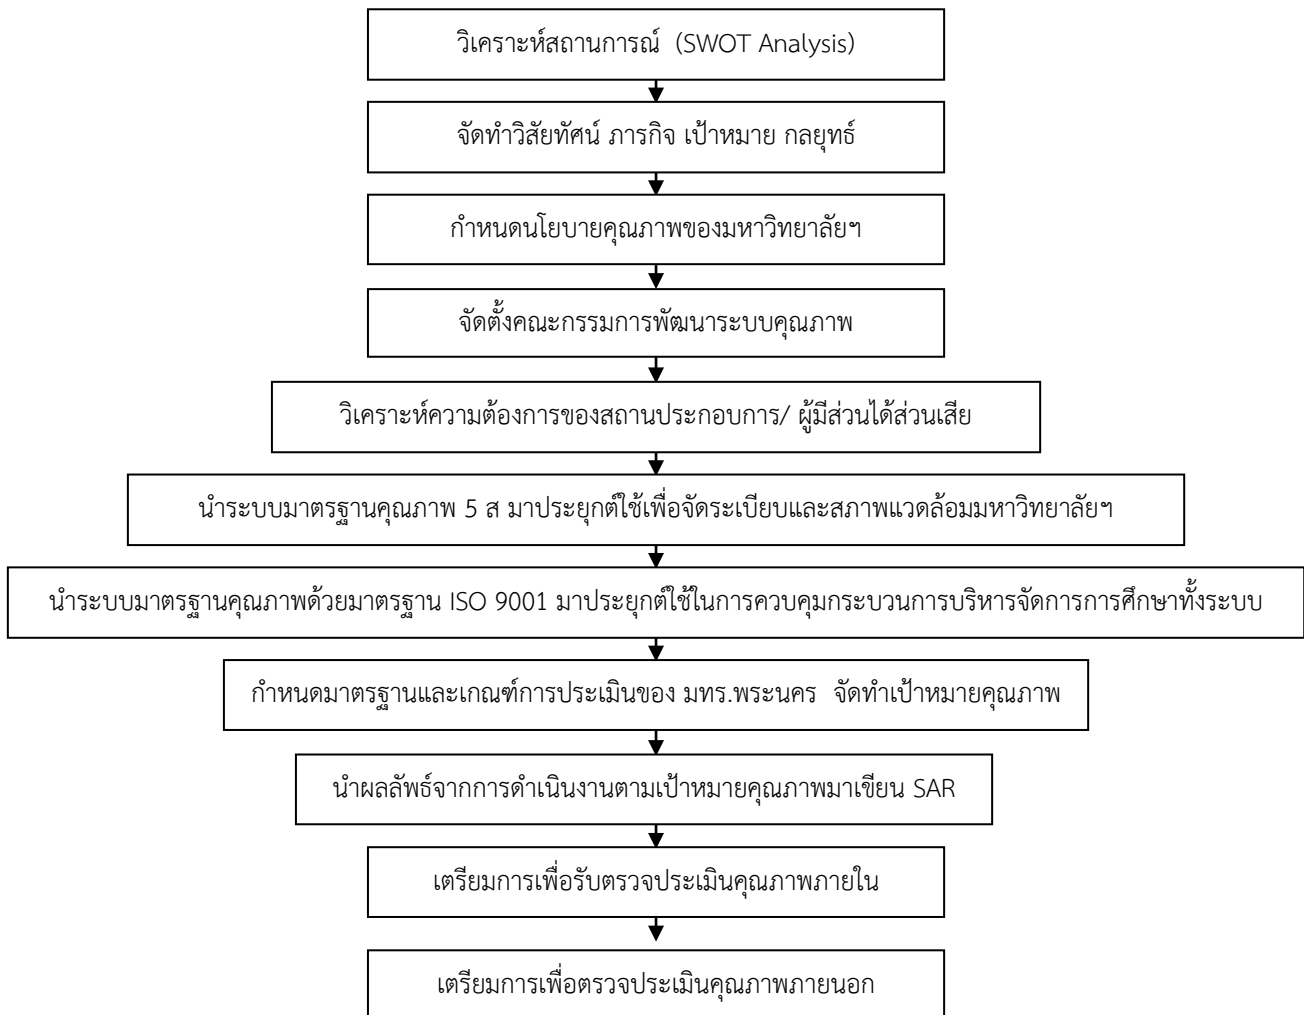 วิเคราะห์สถานการณ์ (SWOT Analysis)
จัดทำวิสัยทัศน์ ภารกิจ เป้าหมาย กลยุทธ์
กำหนดนโยบายคุณภาพของมหาวิทยาลัยฯ
จัดตั้งคณะกรรมการพัฒนาระบบคุณภาพ
วิเคราะห์ความต้องการของสถานประกอบการ/ ผู้มีส่วนได้ส่วนเสีย
นำระบบมาตรฐานคุณภาพ 5 ส มาประยุกต์ใช้เพื่อจัดระเบียบและสภาพแวดล้อมมหาวิทยาลัยฯ
นำระบบมาตรฐานคุณภาพด้วยมาตรฐาน ISO 9001 มาประยุกต์ใช้ในการควบคุมกระบวนการบริหารจัดการการศึกษาทั้งระบบ
กำหนดมาตรฐานและเกณฑ์การประเมินของ มทร.พระนคร จัดทำเป้าหมายคุณภาพ
นำผลลัพธ์จากการดำเนินงานตามเป้าหมายคุณภาพมาเขียน SAR
เตรียมการเพื่อรับตรวจประเมินคุณภาพภายใน
เตรียมการเพื่อตรวจประเมินคุณภาพภายนอก